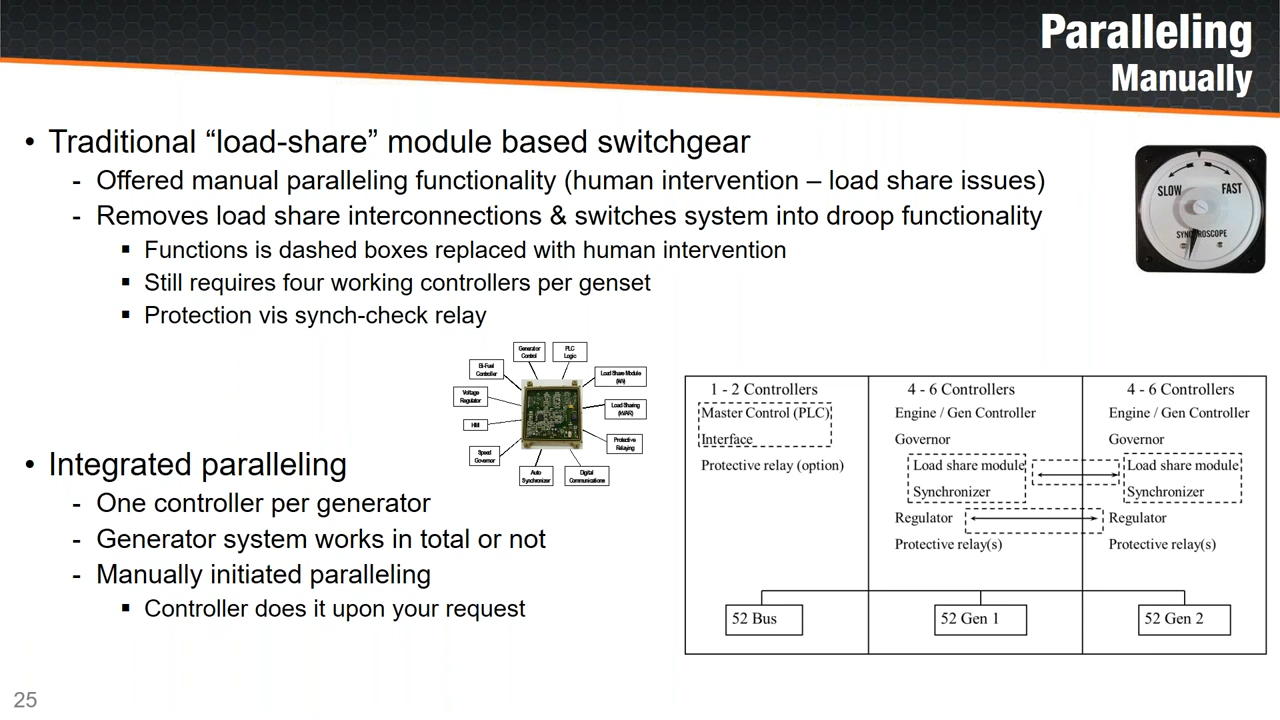 Paralleling
Manually
• Traditional “load-share” module based switchgear
- Offered manual paralleling functionality (human intervention – load share issues)
- Removes load share interconnections & switches system into droop functionality
▪ Functions is dashed boxes replaced with human intervention
▪ Still requires four working controllers per genset
▪ Protection vis synch-check relay
SLOW FAST
SYNCHROSCOPE
Generator
Control
PLC
Logic
Bi-Fuel
Controller
Load Share Module
(W)
Voltage
Regulator
Load Sharing
(kVAR)
HMI
Protective
Relaying
Speed
Governor
Auto
Synchronizer
Digital
Communications
• Integrated paralleling
- One controller per generator
- Generator system works in total or not
- Manually initiated paralleling
▪ Controller does it upon your request
1 - 2 Controllers
Master Control (PLC)
Interface
Protective relay (option)
52 Bus
4 - 6 Controllers
Engine / Gen Controller
Governor
Load share module
Synchronizer
Regulator
Protective relay(s)
52 Gen 1
4 - 6 Controllers
Engine / Gen Controller
Governor
Load share module
Synchronizer
Regulator
Protective relay(s)
52 Gen 2
25